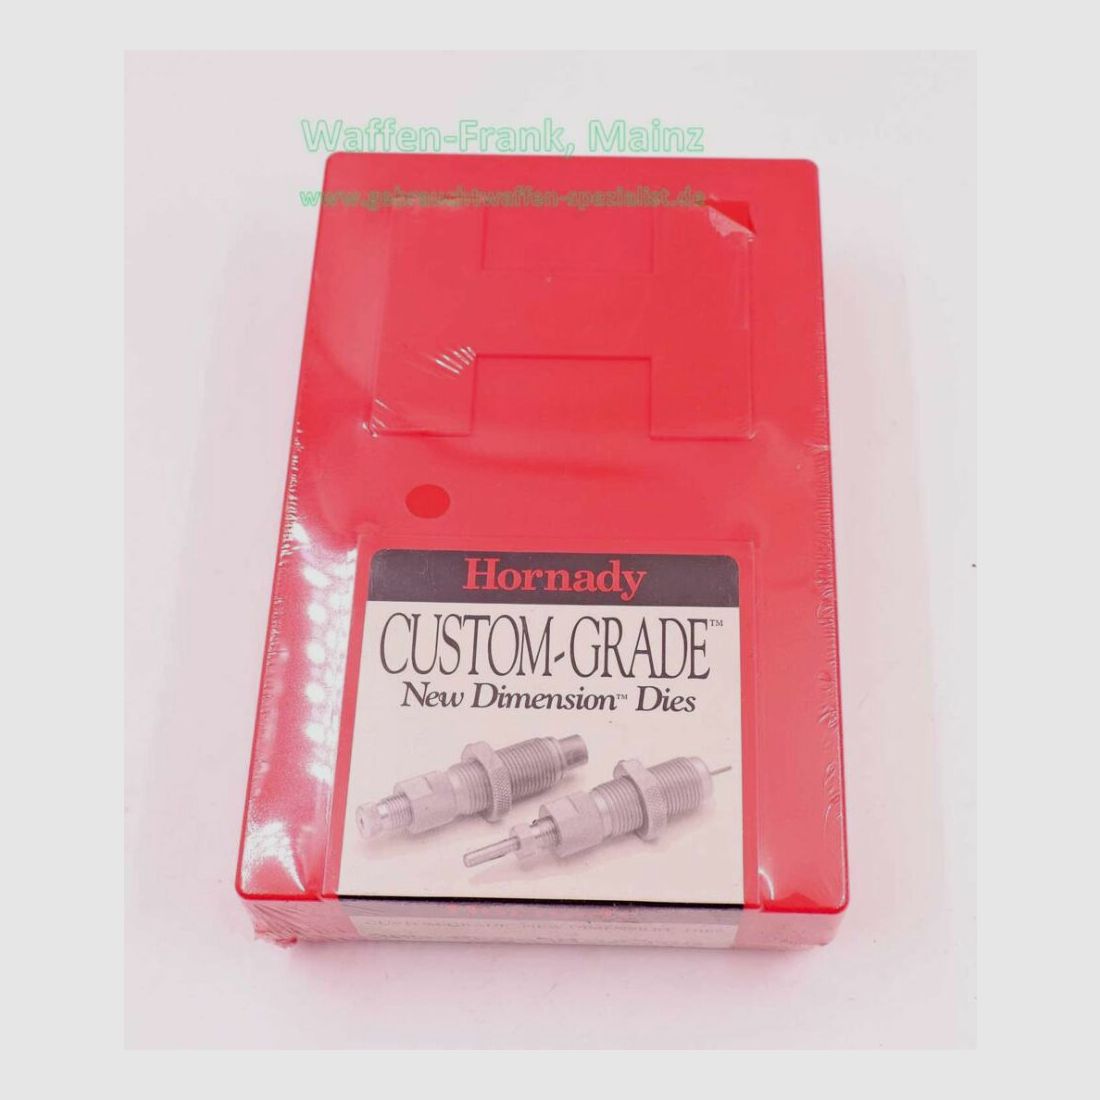 Waffen-Frank, Mainz
www.gebrauchtwaffen-spezialist.de
Hornady
CUSTOM-GRADE™
New Dimension™ Dies